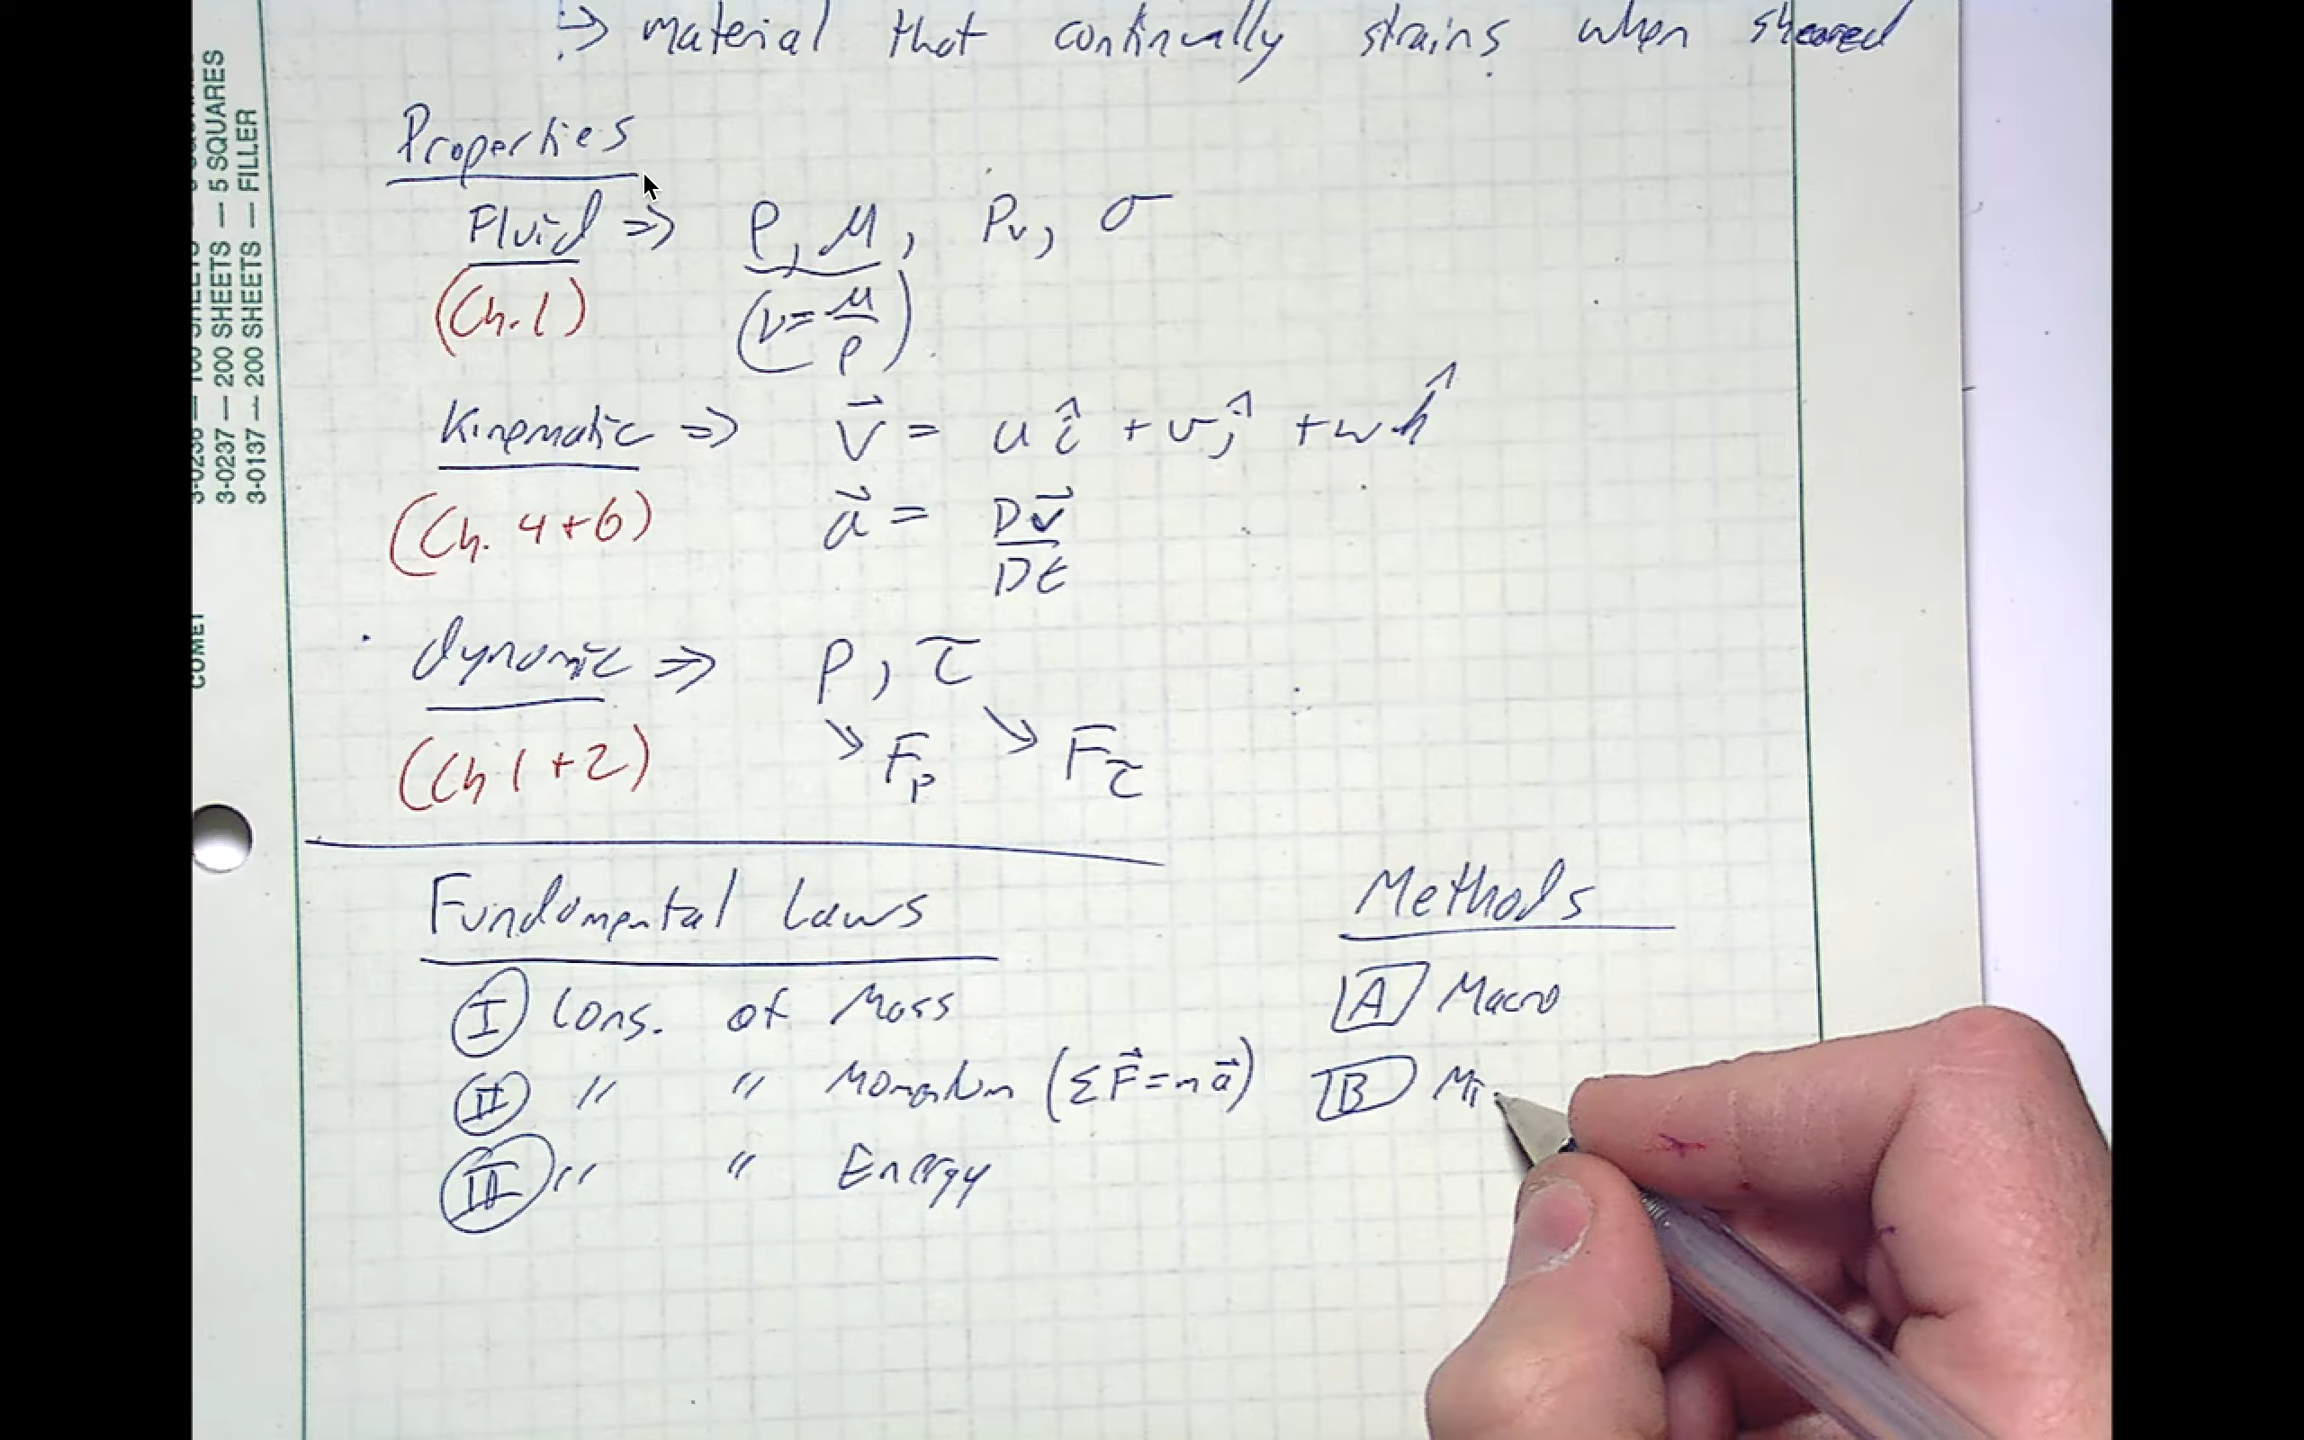 ↳> material that continually strains when sheared
Properties
Fluid => ρ, μ, Pv, σ
(Ch. 1) (ν = μ/ρ)
Kinematic => V⃗ = u î + v ĵ + w k̂
(Ch. 4+6) a⃗ = DV⃗/Dt
dynamic => P, τ
↘ Fp ↘ Fτ
(Ch 1+2)
Fundamental Laws
I Cons. of Mass
II " " Momentum (ΣF⃗ = m a⃗)
III " " Energy
Methods
A Macro
B Mi
3-0237 — 200 SHEETS — 5 SQUARES
3-0137 — 200 SHEETS — FILLER
COMET